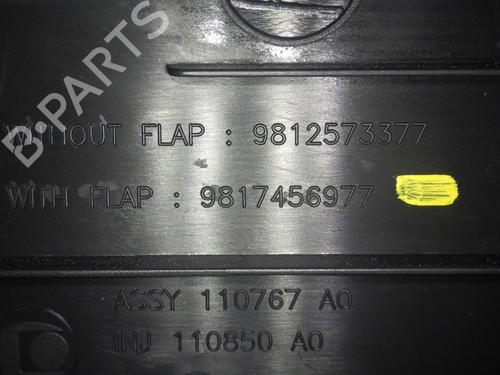 B PARTS
WITHOUT FLAP : 9812573377
WITH FLAP : 9817456977
ASSY 110767 A0
INJ 110850 A0